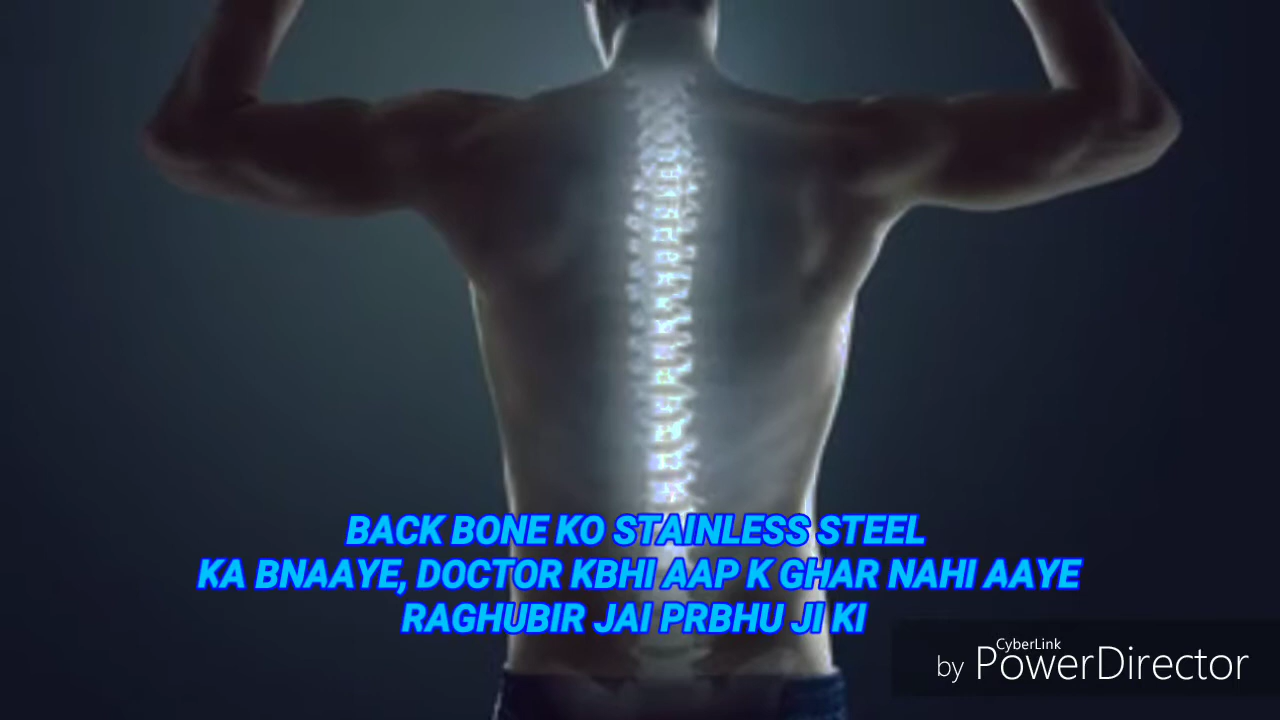 BACK BONE KO STAINLESS STEEL
KA BNAAYE, DOCTOR KBHI AAP K GHAR NAHI AAYE
RAGHUBIR JAI PRBHU JI KI
CyberLink
by PowerDirector